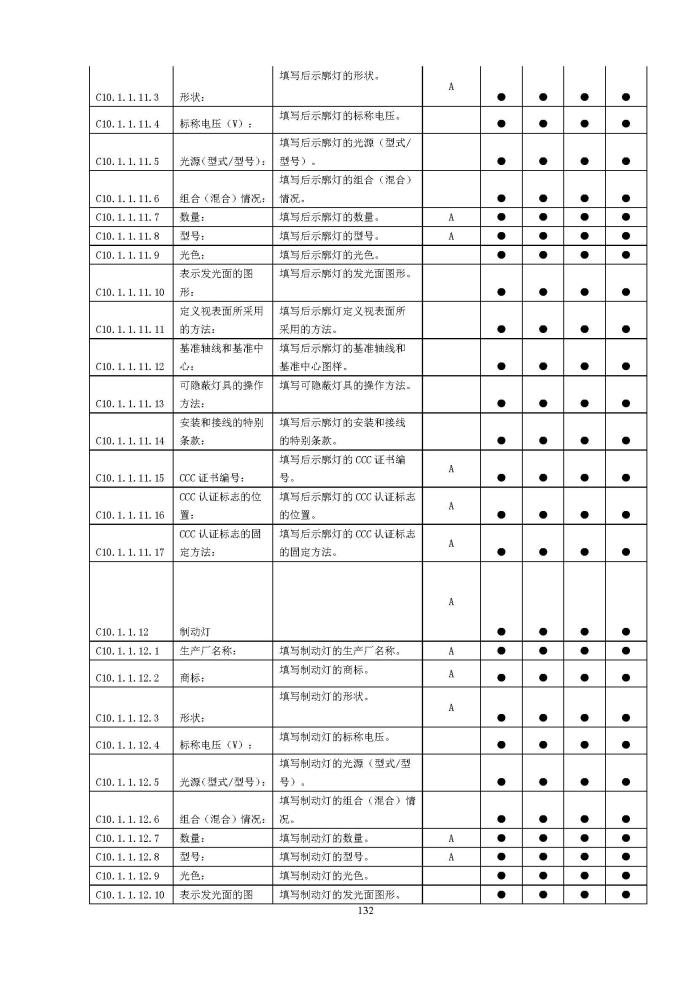 填写后示廓灯的形状。
A
C10.1.1.11.3 形状： ● ● ● ●
填写后示廓灯的标称电压。
C10.1.1.11.4 标称电压（V）： ● ● ● ●
填写后示廓灯的光源（型式/
C10.1.1.11.5 光源(型式/型号)： 型号）。 ● ● ● ●
填写后示廓灯的组合（混合）
C10.1.1.11.6 组合（混合）情况： 情况。 ● ● ● ●
C10.1.1.11.7 数量： 填写后示廓灯的数量。 A ● ● ● ●
C10.1.1.11.8 型号： 填写后示廓灯的型号。 A ● ● ● ●
C10.1.1.11.9 光色： 填写后示廓灯的光色。 ● ● ● ●
表示发光面的图 填写后示廓灯的发光面图形。
C10.1.1.11.10 形： ● ● ● ●
定义视表面所采用 填写后示廓灯定义视表面所
C10.1.1.11.11 的方法： 采用的方法。 ● ● ● ●
基准轴线和基准中 填写后示廓灯的基准轴线和
C10.1.1.11.12 心： 基准中心图样。 ● ● ● ●
可隐蔽灯具的操作 填写可隐蔽灯具的操作方法。
C10.1.1.11.13 方法： ● ● ● ●
安装和接线的特别 填写后示廓灯的安装和接线
C10.1.1.11.14 条款： 的特别条款。 ● ● ● ●
填写后示廓灯的 CCC 证书编
A
C10.1.1.11.15 CCC 证书编号： 号。 ● ● ● ●
CCC 认证标志的位 填写后示廓灯的 CCC 认证标志
A
C10.1.1.11.16 置： 的位置。 ● ● ● ●
CCC 认证标志的固 填写后示廓灯的 CCC 认证标志
A
C10.1.1.11.17 定方法： 的固定方法。 ● ● ● ●
A
C10.1.1.12 制动灯 ● ● ● ●
C10.1.1.12.1 生产厂名称： 填写制动灯的生产厂名称。 A ● ● ● ●
填写制动灯的商标。
A
C10.1.1.12.2 商标： ● ● ● ●
填写制动灯的形状。
A
C10.1.1.12.3 形状： ● ● ● ●
填写制动灯的标称电压。
C10.1.1.12.4 标称电压（V）： ● ● ● ●
填写制动灯的光源（型式/型
C10.1.1.12.5 光源(型式/型号)： 号）。 ● ● ● ●
填写制动灯的组合（混合）情
C10.1.1.12.6 组合（混合）情况： 况。 ● ● ● ●
C10.1.1.12.7 数量： 填写制动灯的数量。 A ● ● ● ●
C10.1.1.12.8 型号： 填写制动灯的型号。 A ● ● ● ●
C10.1.1.12.9 光色： 填写制动灯的光色。 ● ● ● ●
C10.1.1.12.10 表示发光面的图 填写制动灯的发光面图形。 ● ● ● ●
132